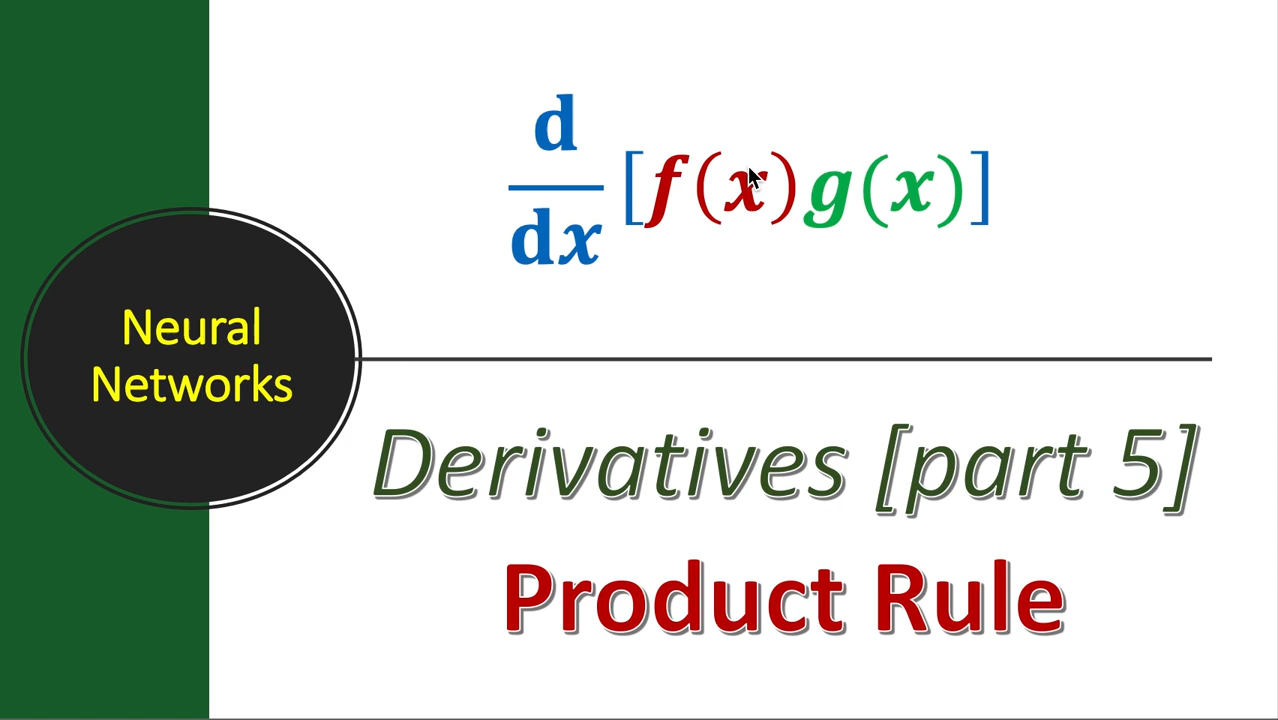 d/dx [f(x)g(x)]
Neural
Networks
Derivatives [part 5]
Product Rule